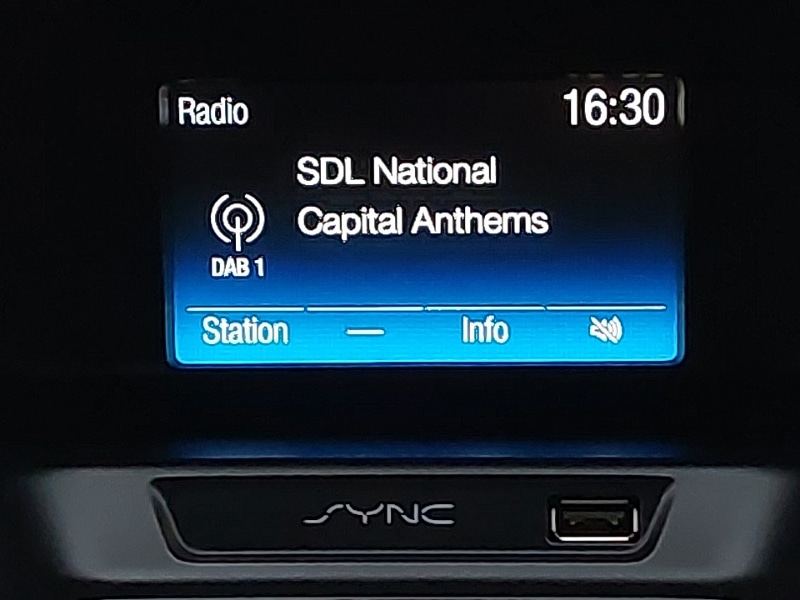 Radio 16:30
SDL National
Capital Anthems
DAB 1
Station — Info
SYNC